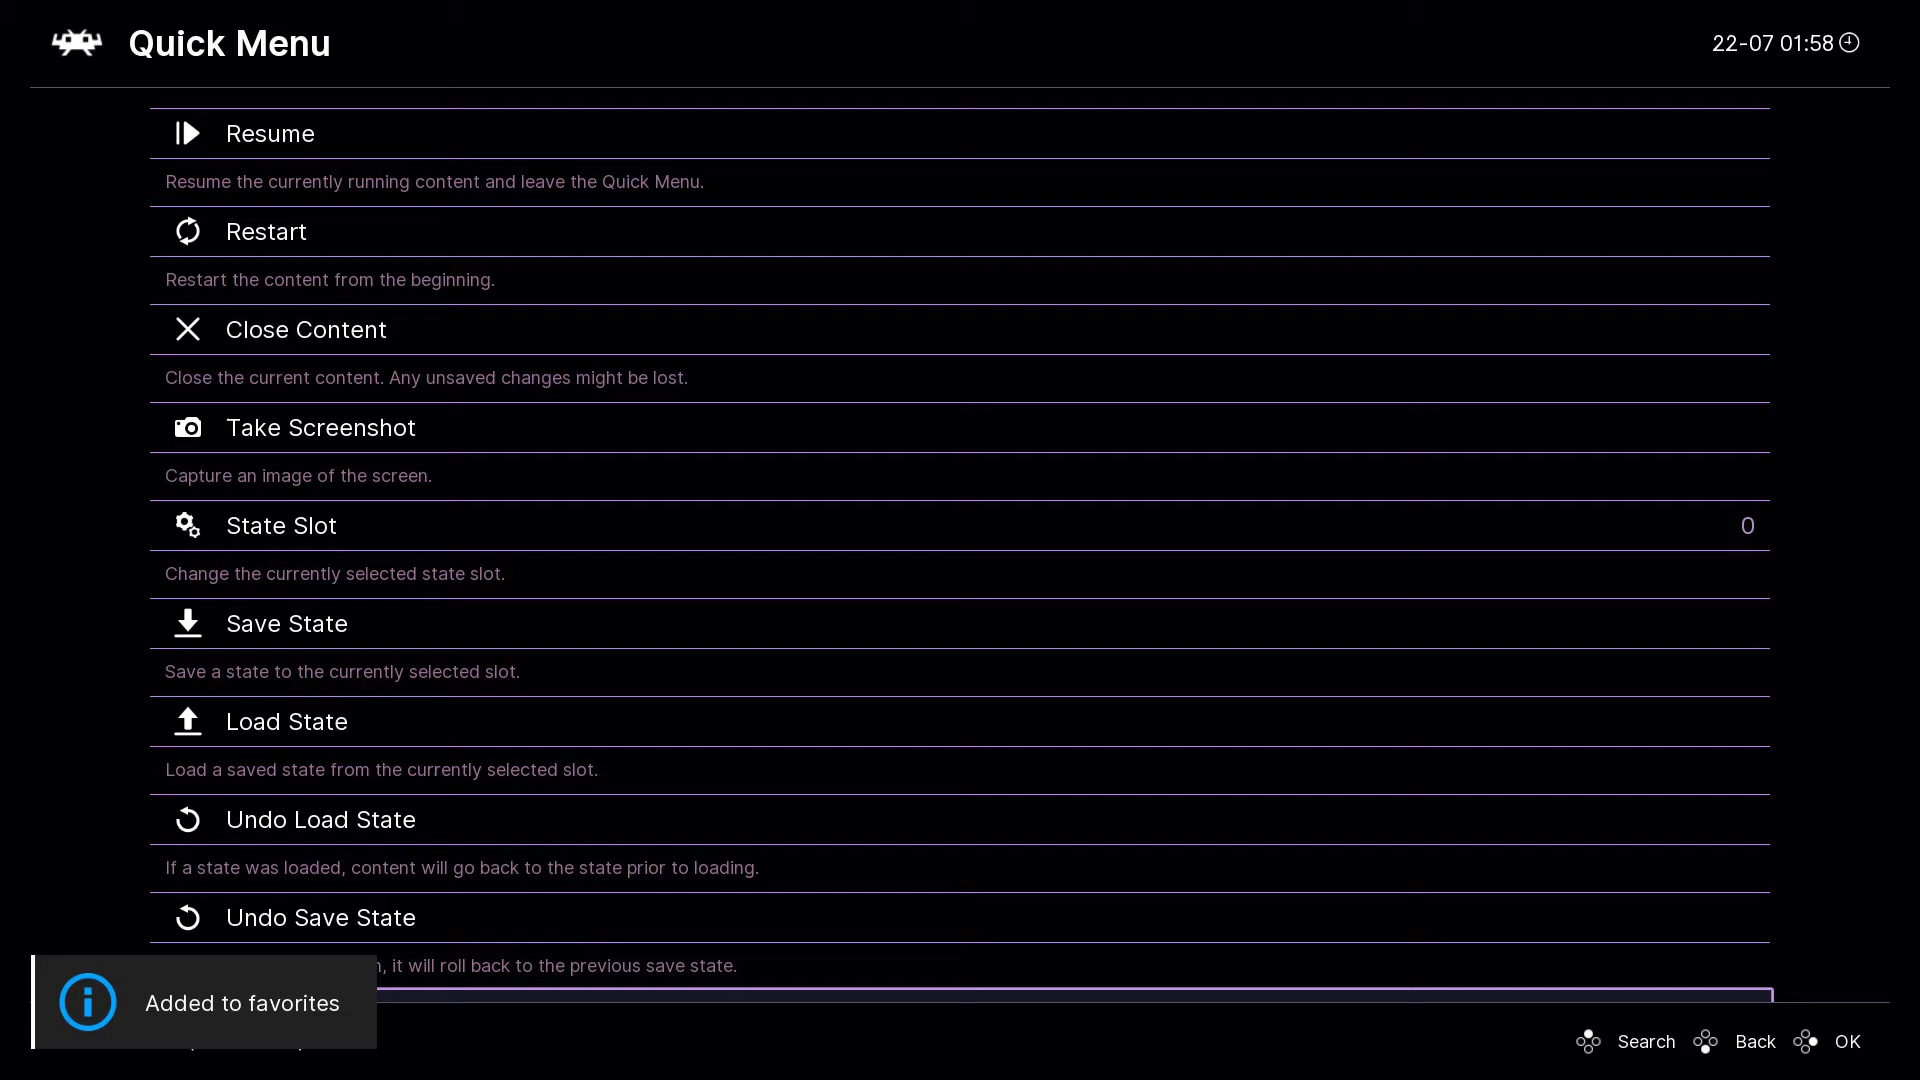 Quick Menu
22-07 01:58
Resume
Resume the currently running content and leave the Quick Menu.
Restart
Restart the content from the beginning.
Close Content
Close the current content. Any unsaved changes might be lost.
Take Screenshot
Capture an image of the screen.
State Slot 0
Change the currently selected state slot.
Save State
Save a state to the currently selected slot.
Load State
Load a saved state from the currently selected slot.
Undo Load State
If a state was loaded, content will go back to the state prior to loading.
Undo Save State
, it will roll back to the previous save state.
Added to favorites
Search Back OK